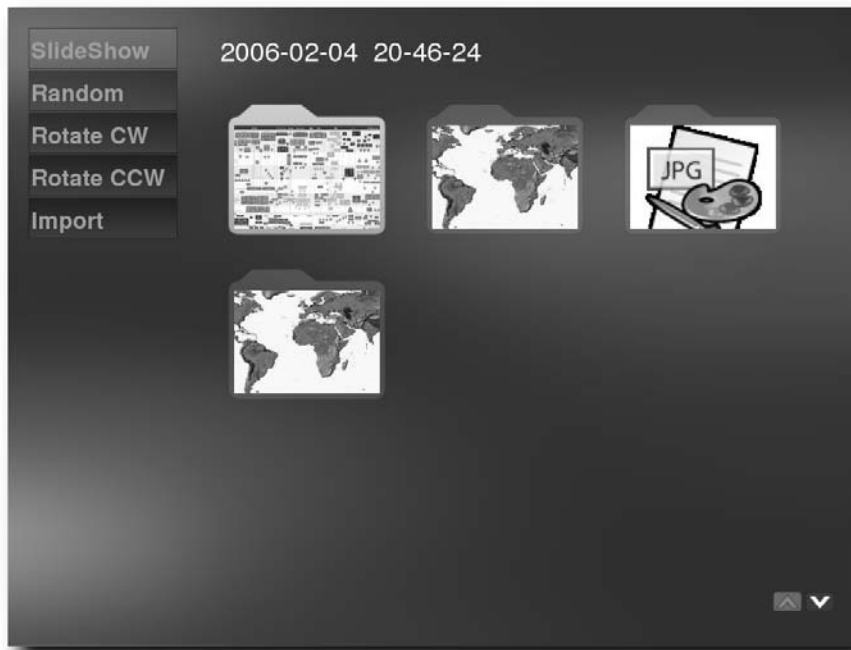 SlideShow
2006-02-04 20-46-24
Random
Rotate CW
Rotate CCW
Import
JPG